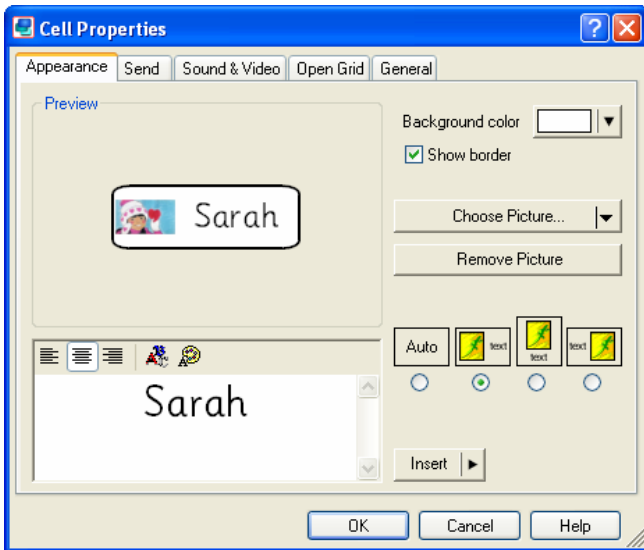 Cell Properties
Appearance Send Sound & Video Open Grid General
Preview
Sarah
Background color
Show border
Choose Picture...
Remove Picture
Auto text text text
Sarah
Insert
OK Cancel Help